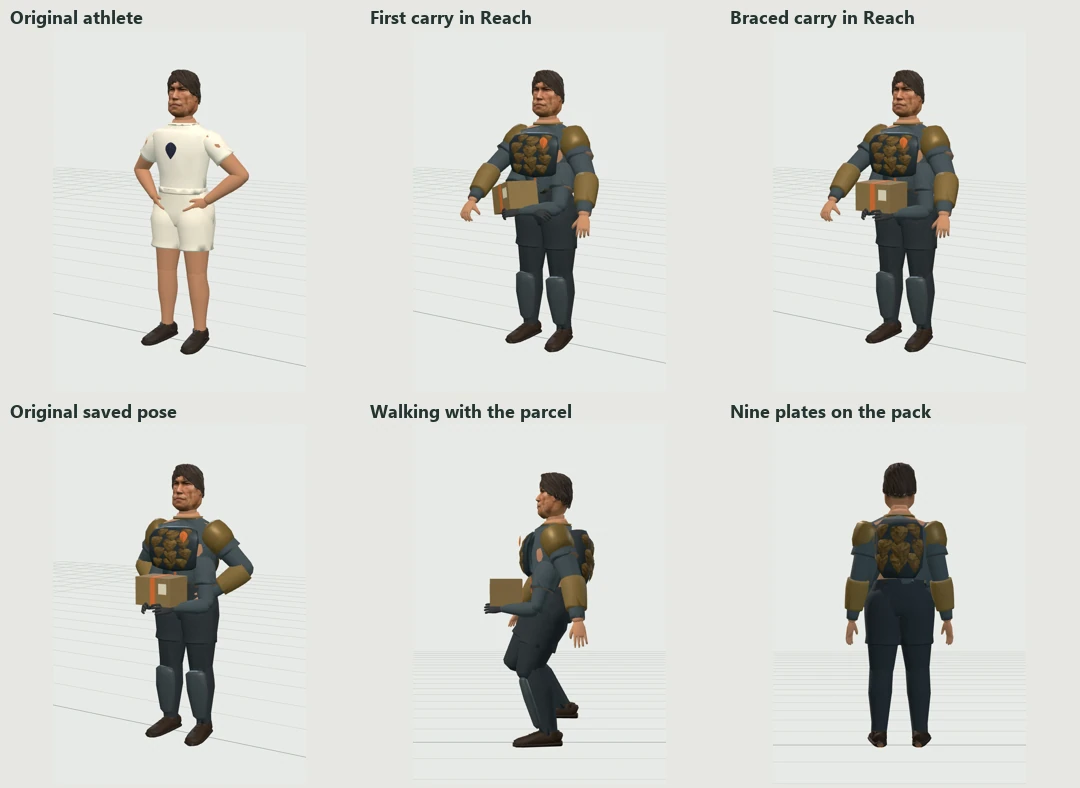 Original athlete
First carry in Reach
Braced carry in Reach
Original saved pose
Walking with the parcel
Nine plates on the pack